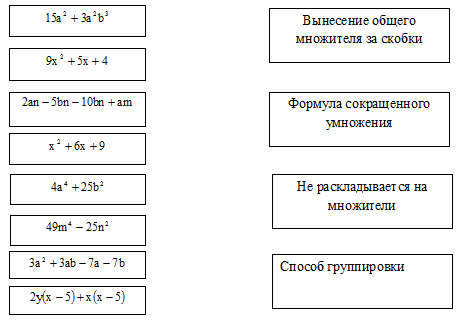 15a² + 3a²b³
9x² + 5x + 4
2an − 5bn − 10bn + am
x² + 6x + 9
4a⁴ + 25b²
49m⁴ − 25n²
3a² + 3ab − 7a − 7b
2y(x − 5) + x(x − 5)
Вынесение общего
множителя за скобки
Формула сокращенного
умножения
Не раскладывается на
множители
Способ группировки